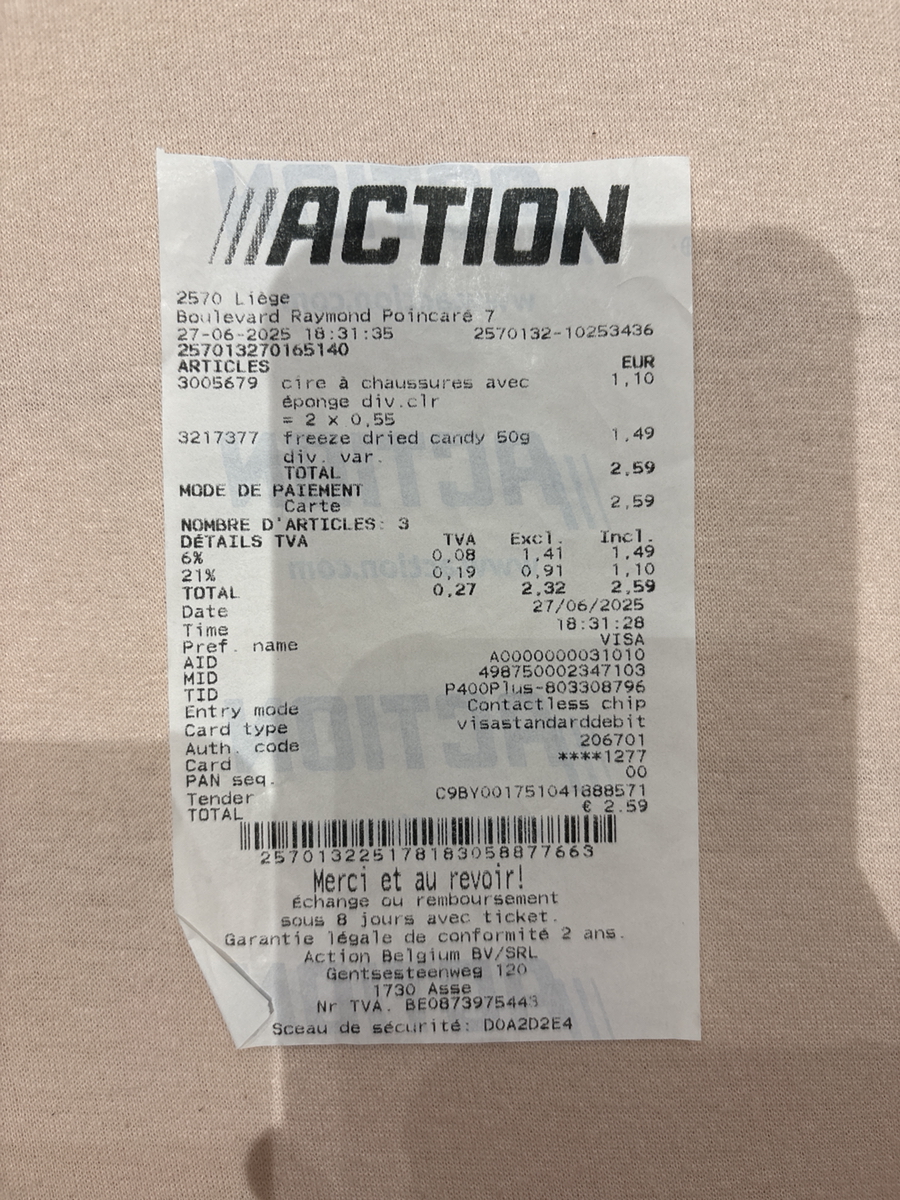 ACTION
2570 Liège
Boulevard Raymond Poincaré 7
27-06-2025 18:31:35 2570132-10253436
257013270165140
ARTICLES EUR
3005679 cire à chaussures avec 1,10
éponge div.clr
= 2 x 0,55
3217377 freeze dried candy 50g 1,49
div. var.
TOTAL 2,59
MODE DE PAIEMENT
Carte 2,59
NOMBRE D'ARTICLES: 3
DÉTAILS TVA TVA Excl. Incl.
6% 0,08 1,41 1,49
21% 0,19 0,91 1,10
TOTAL 0,27 2,32 2,59
Date 27/06/2025
Time 18:31:28
Pref. name VISA
AID A0000000031010
MID 498750002347103
TID P400Plus-803308796
Entry mode Contactless chip
Card type visastandarddebit
Auth. code 206701
Card ****1277
PAN seq. 00
Tender C9BY001751041888571
TOTAL € 2.59
257013225178183058877663
Merci et au revoir!
Échange ou remboursement
sous 8 jours avec ticket.
Garantie légale de conformité 2 ans.
Action Belgium BV/SRL
Gentsesteenweg 120
1730 Asse
Nr TVA. BE0873975443
Sceau de sécurité: D0A2D2E4